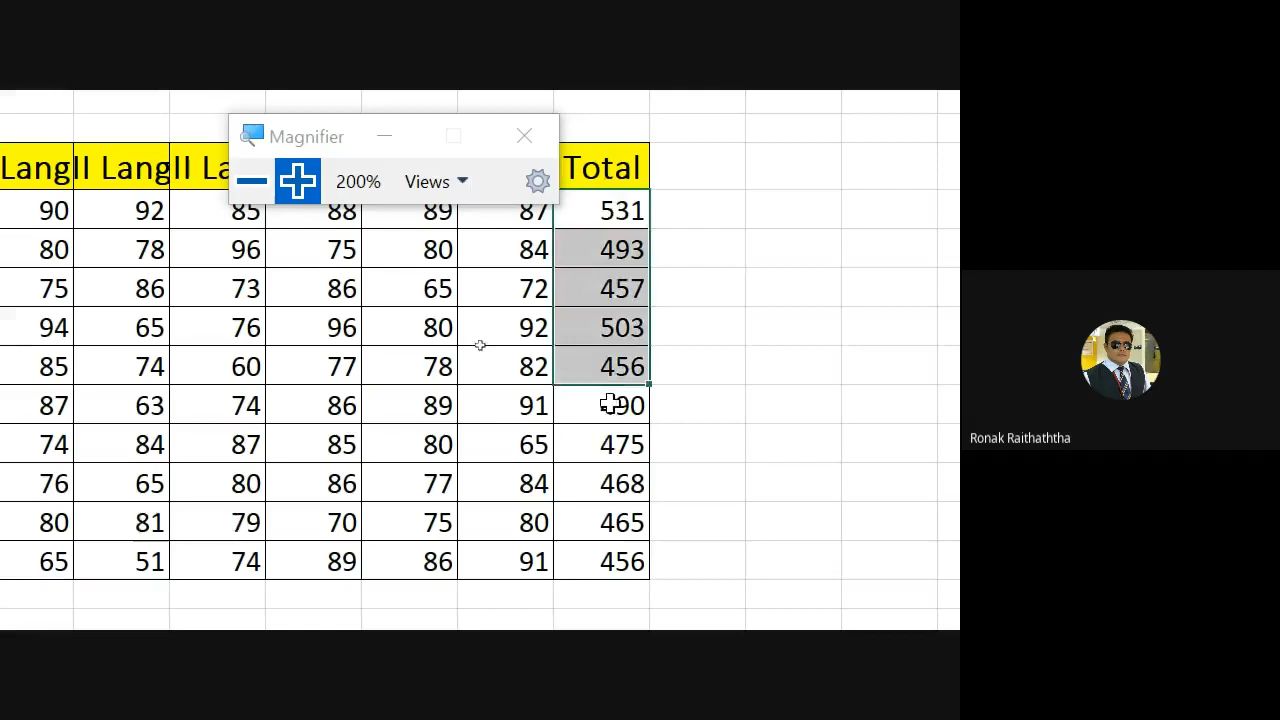 Magnifier
200% Views
Lang II Lang II La Total
90 92 85 88 89 87 531
80 78 96 75 80 84 493
75 86 73 86 65 72 457
94 65 76 96 80 92 503
85 74 60 77 78 82 456
87 63 74 86 89 91 90
74 84 87 85 80 65 475
76 65 80 86 77 84 468
80 81 79 70 75 80 465
65 51 74 89 86 91 456
Ronak Raithaththa